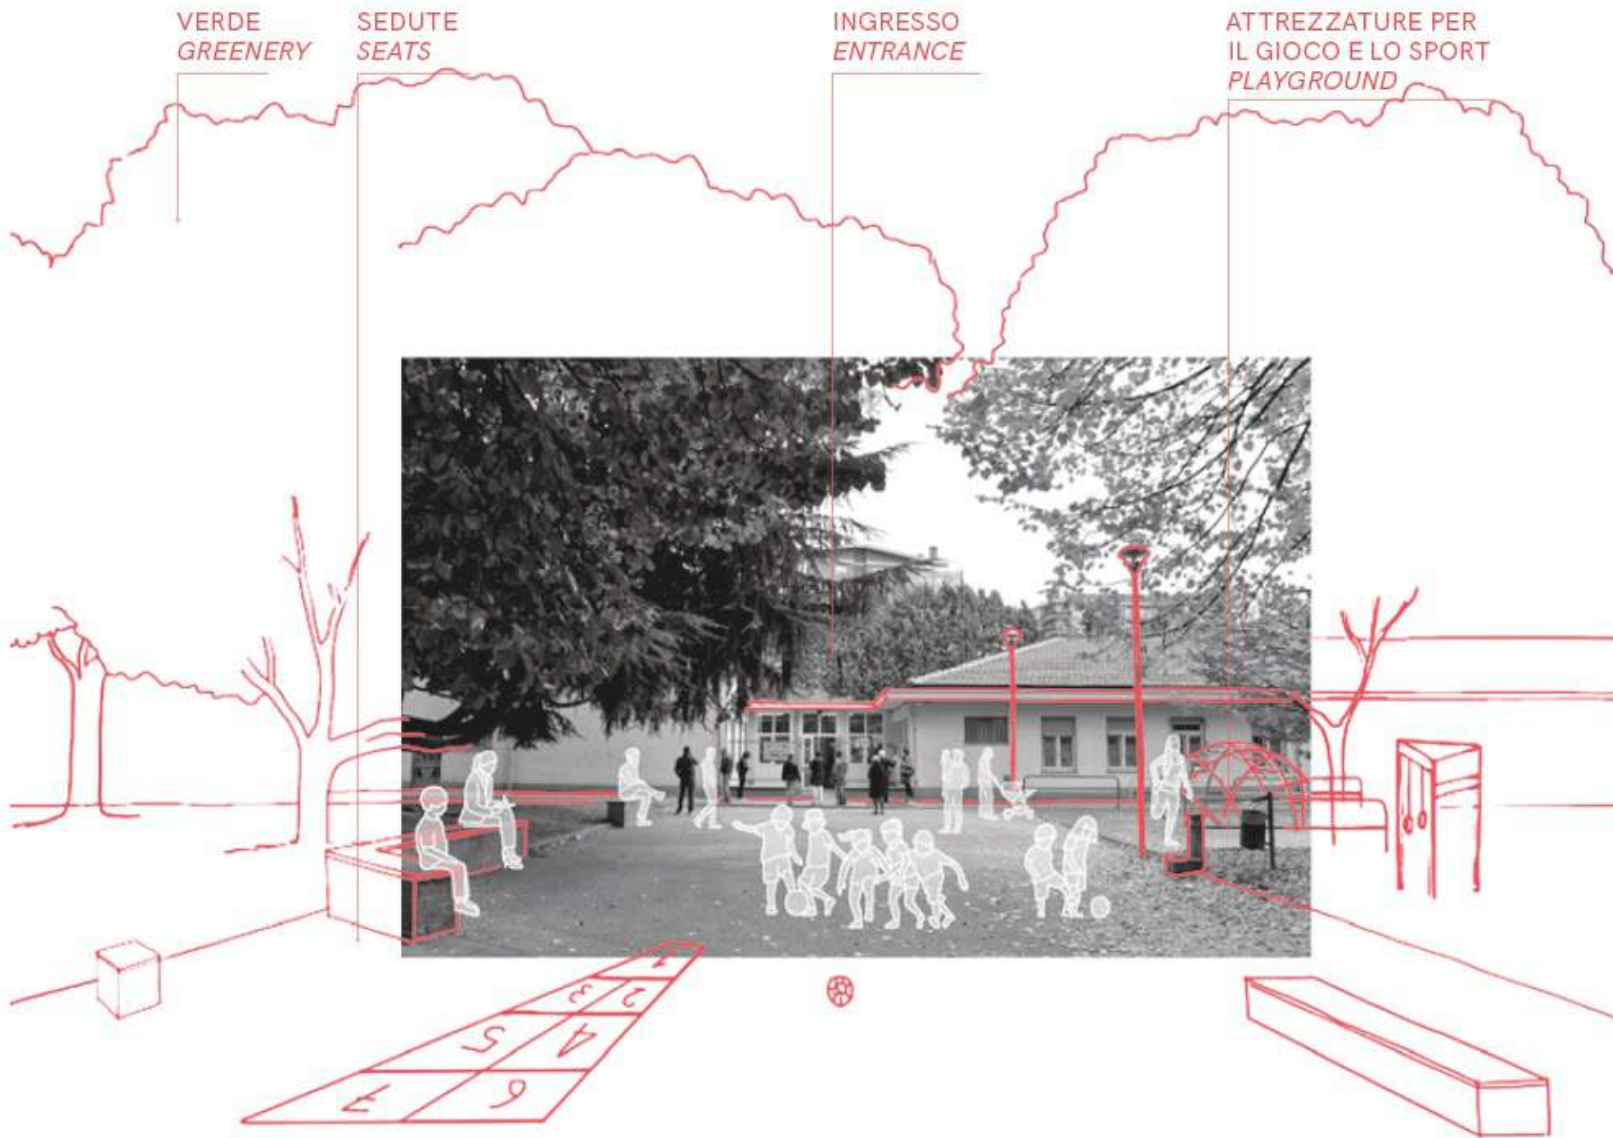 VERDE
GREENERY
SEDUTE
SEATS
INGRESSO
ENTRANCE
ATTREZZATURE PER
IL GIOCO E LO SPORT
PLAYGROUND
1
3 2
5 4
7 6